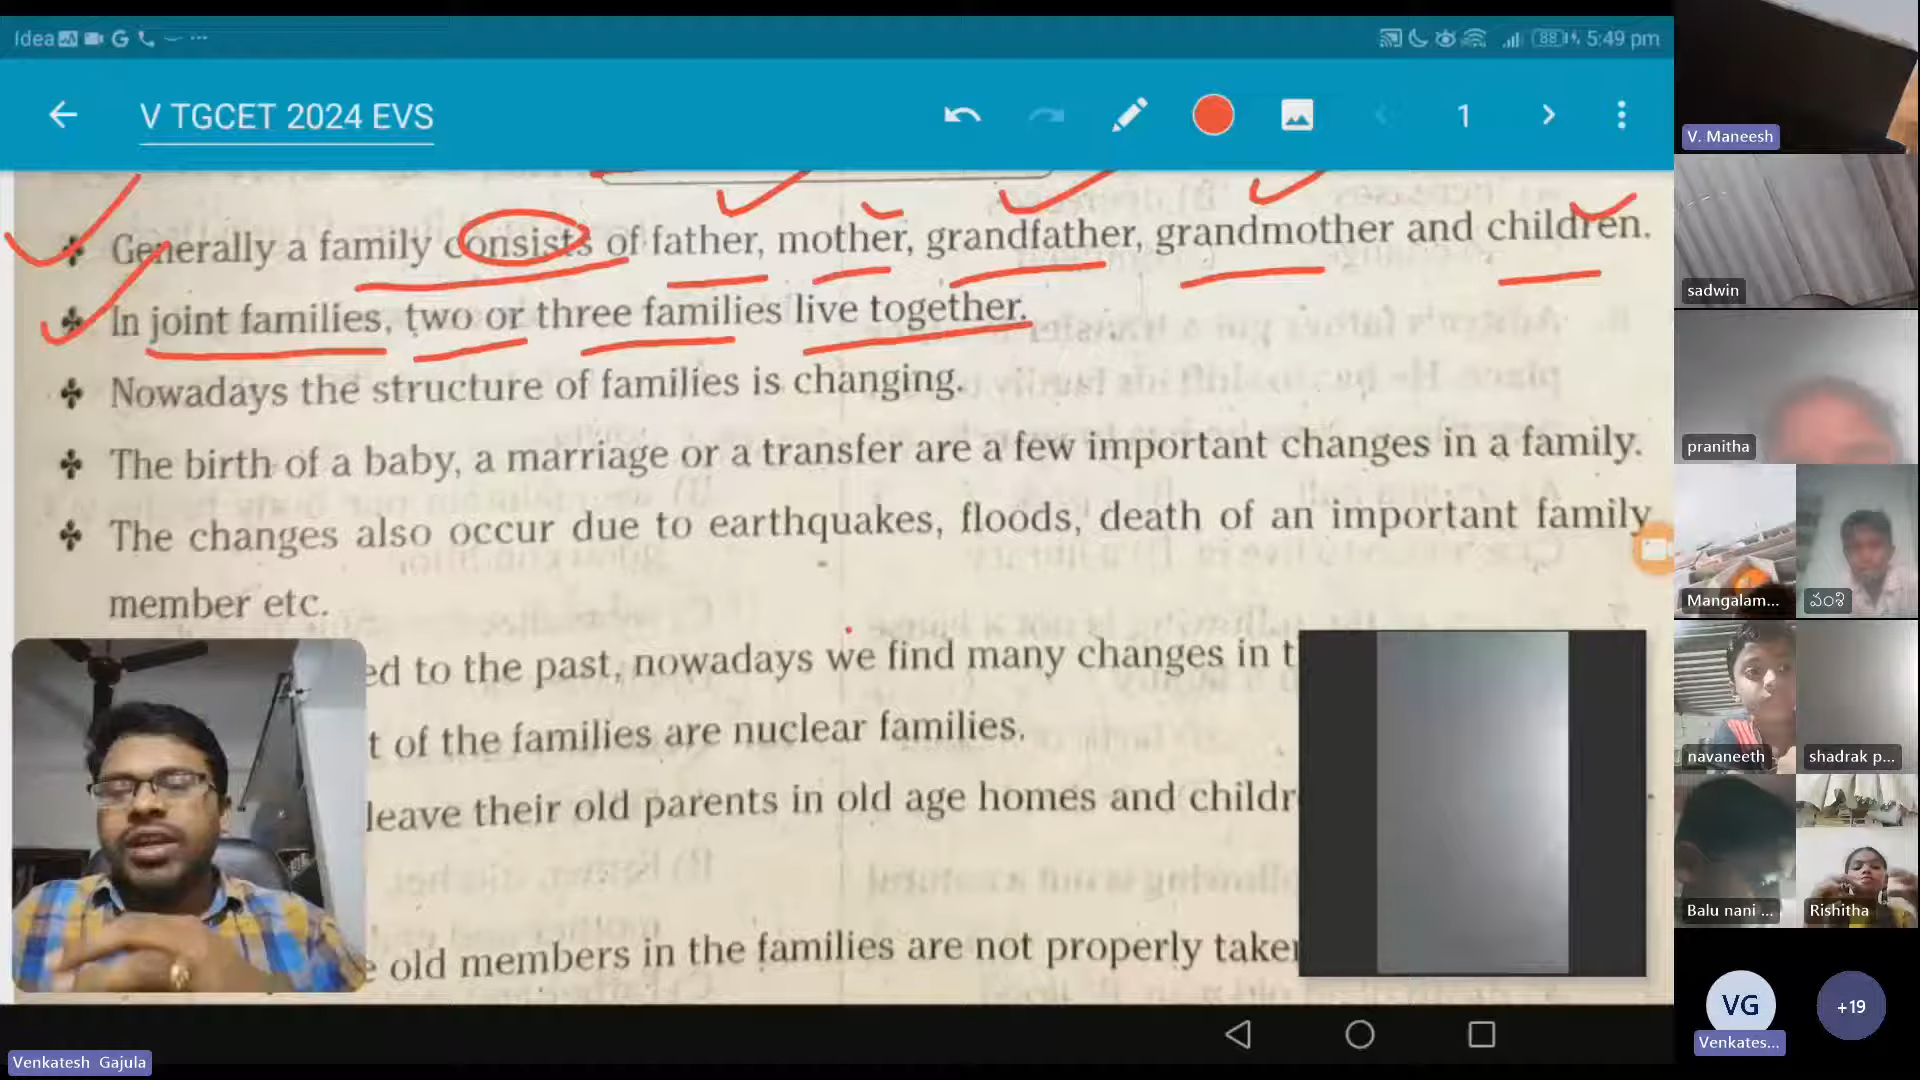 Idea
88 5:49 pm
V TGCET 2024 EVS
1
Generally a family consists of father, mother, grandfather, grandmother and children.
In joint families, two or three families live together.
Nowadays the structure of families is changing.
The birth of a baby, a marriage or a transfer are a few important changes in a family.
The changes also occur due to earthquakes, floods, death of an important family
member etc.
ed to the past, nowadays we find many changes in t
t of the families are nuclear families.
leave their old parents in old age homes and childr
e old members in the families are not properly taken
Venkatesh Gajula
V. Maneesh
sadwin
pranitha
Mangalam...
వంశి
navaneeth
shadrak p...
Balu nani ...
Rishitha
VG
Venkates...
+19